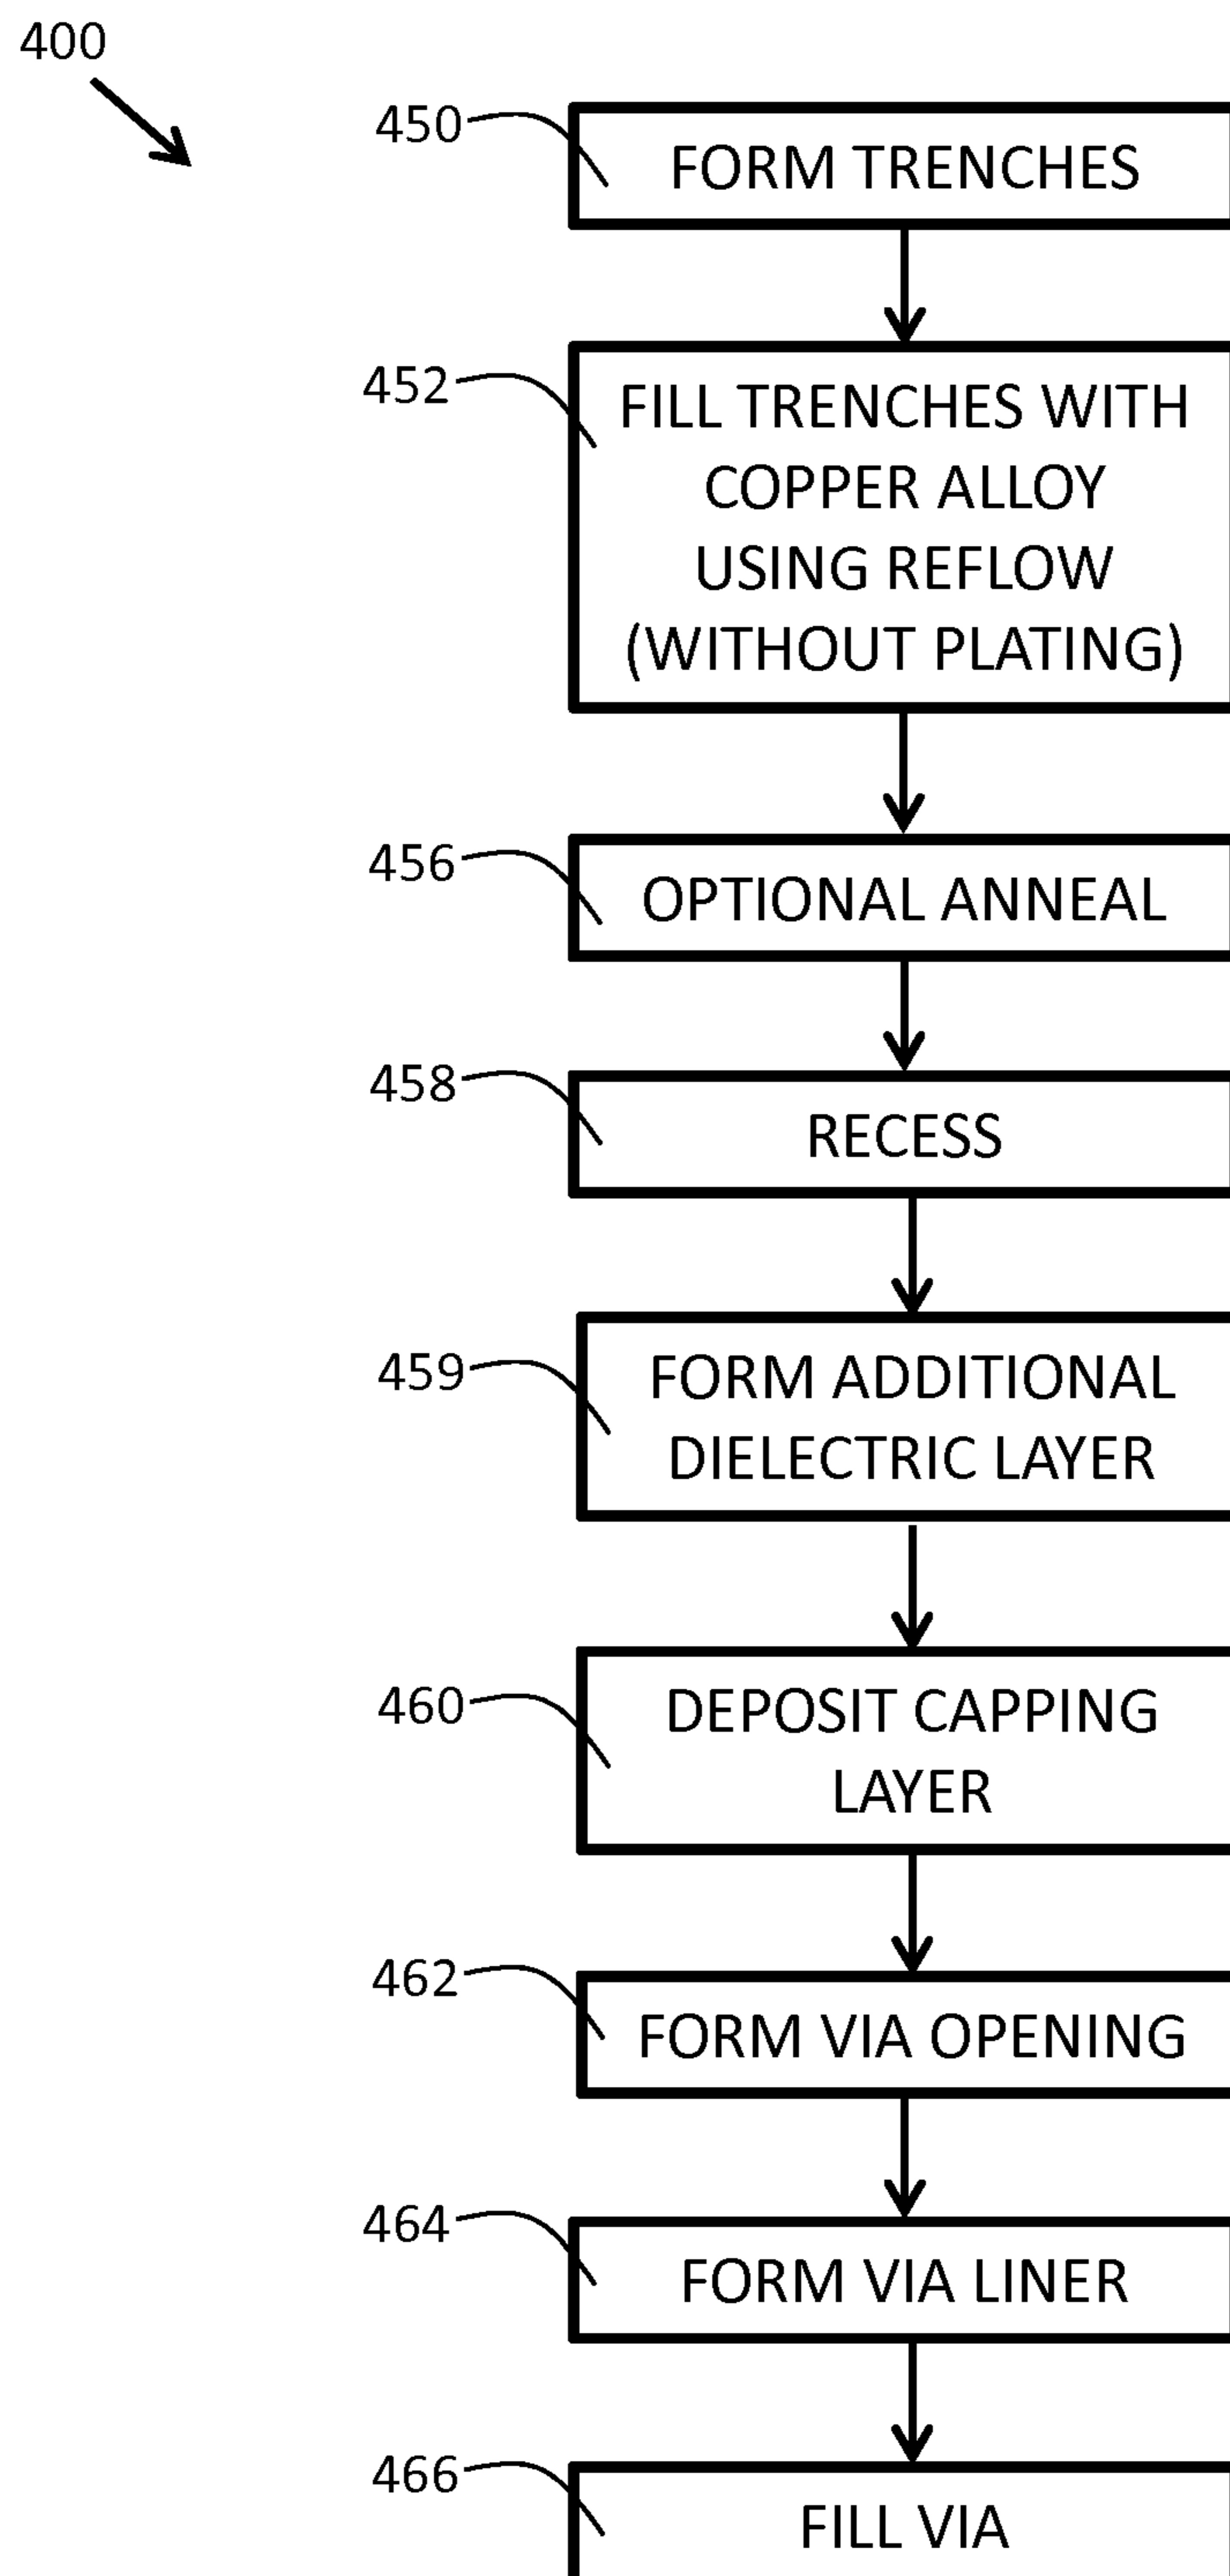 400
450
FORM TRENCHES
452
FILL TRENCHES WITH
COPPER ALLOY
USING REFLOW
(WITHOUT PLATING)
456
OPTIONAL ANNEAL
458
RECESS
459
FORM ADDITIONAL
DIELECTRIC LAYER
460
DEPOSIT CAPPING
LAYER
462
FORM VIA OPENING
464
FORM VIA LINER
466
FILL VIA